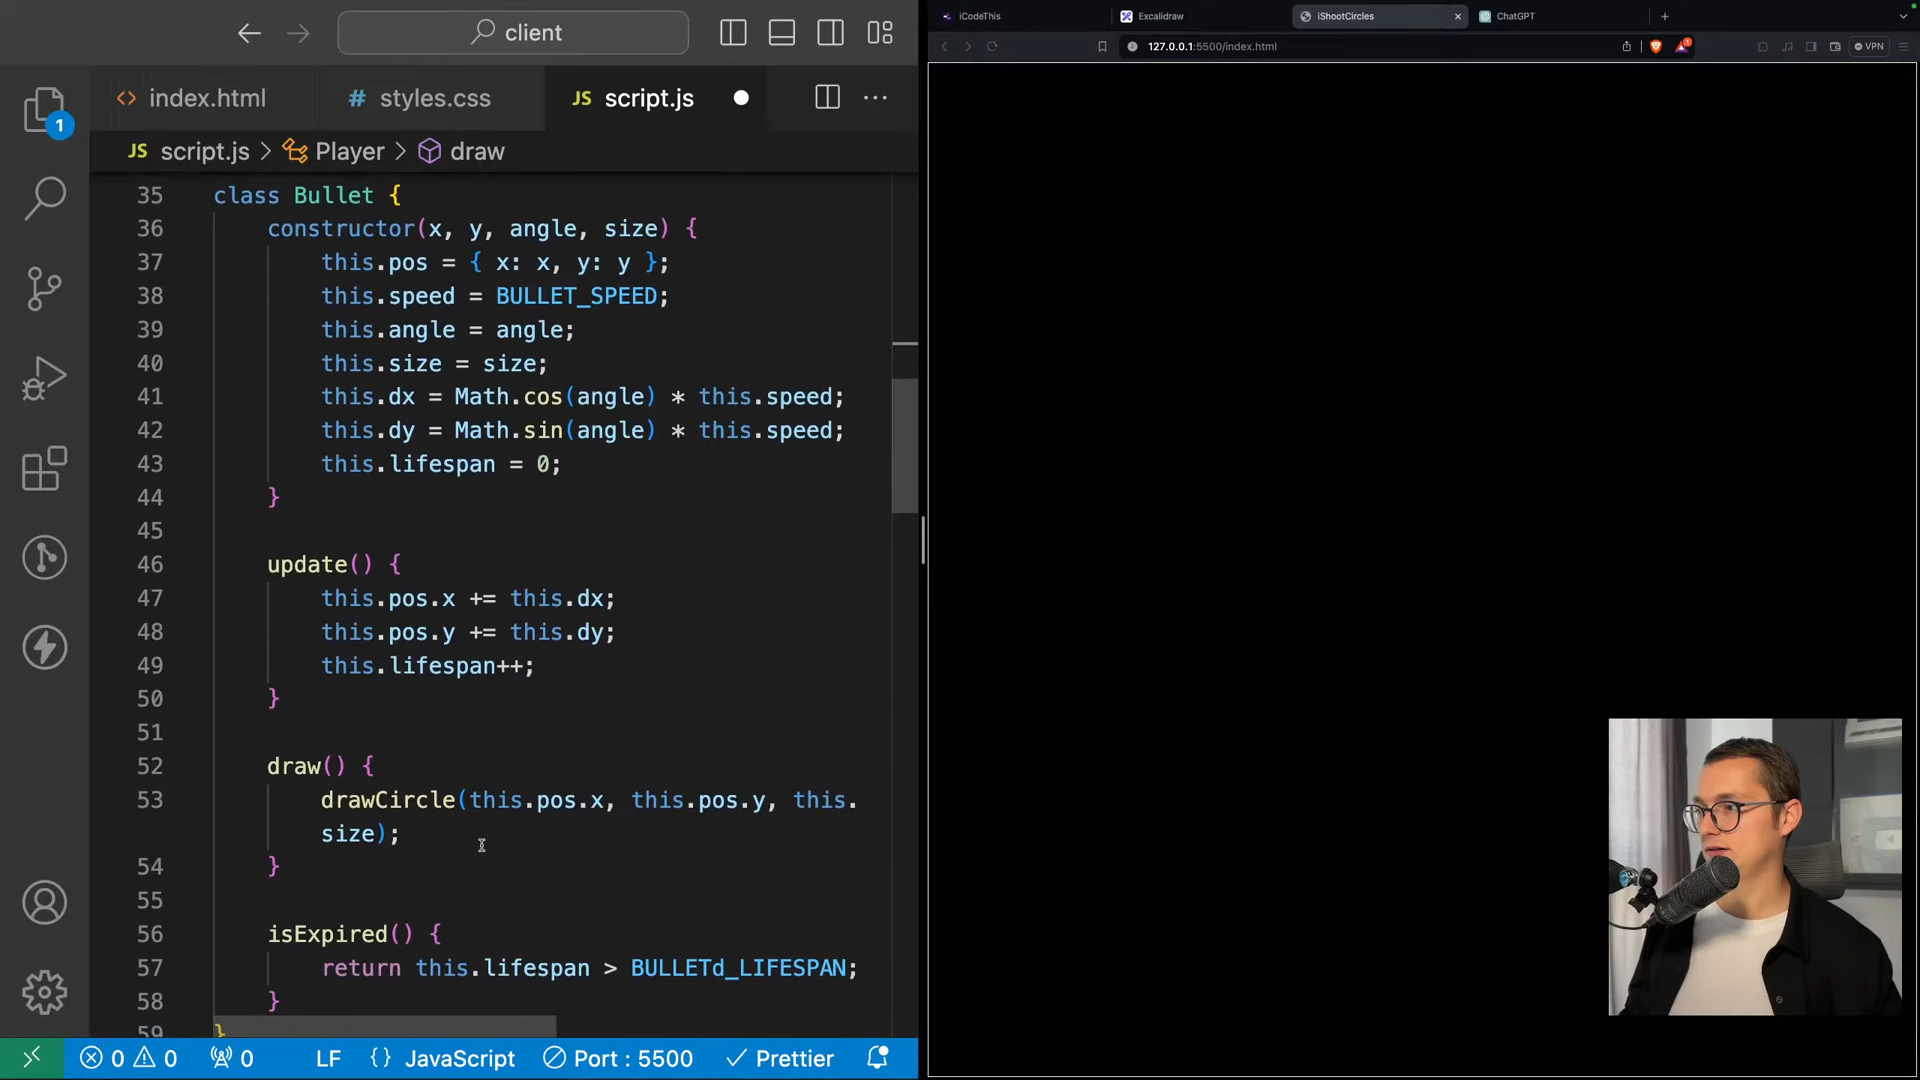 client
index.html
# styles.css
JS script.js
JS script.js > Player > draw
35 class Bullet {
36 constructor(x, y, angle, size) {
37 this.pos = { x: x, y: y };
38 this.speed = BULLET_SPEED;
39 this.angle = angle;
40 this.size = size;
41 this.dx = Math.cos(angle) * this.speed;
42 this.dy = Math.sin(angle) * this.speed;
43 this.lifespan = 0;
44 }
45
46 update() {
47 this.pos.x += this.dx;
48 this.pos.y += this.dy;
49 this.lifespan++;
50 }
51
52 draw() {
53 drawCircle(this.pos.x, this.pos.y, this.
size);
54 }
55
56 isExpired() {
57 return this.lifespan > BULLETd_LIFESPAN;
58 }
59 }
1
0 0 0 LF {} JavaScript Port : 5500 Prettier
iCodeThis
Excalidraw
iShootCircles
ChatGPT
127.0.0.1:5500/index.html
1
VPN